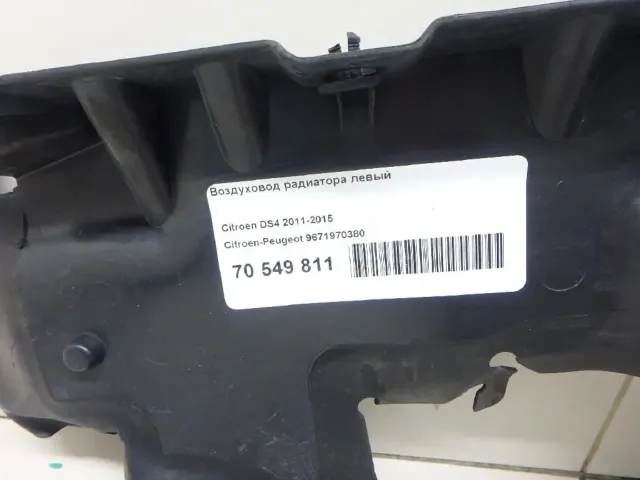 Воздуховод радиатора левый
Citroen DS4 2011-2015
Citroen-Peugeot 9671970380
70 549 811